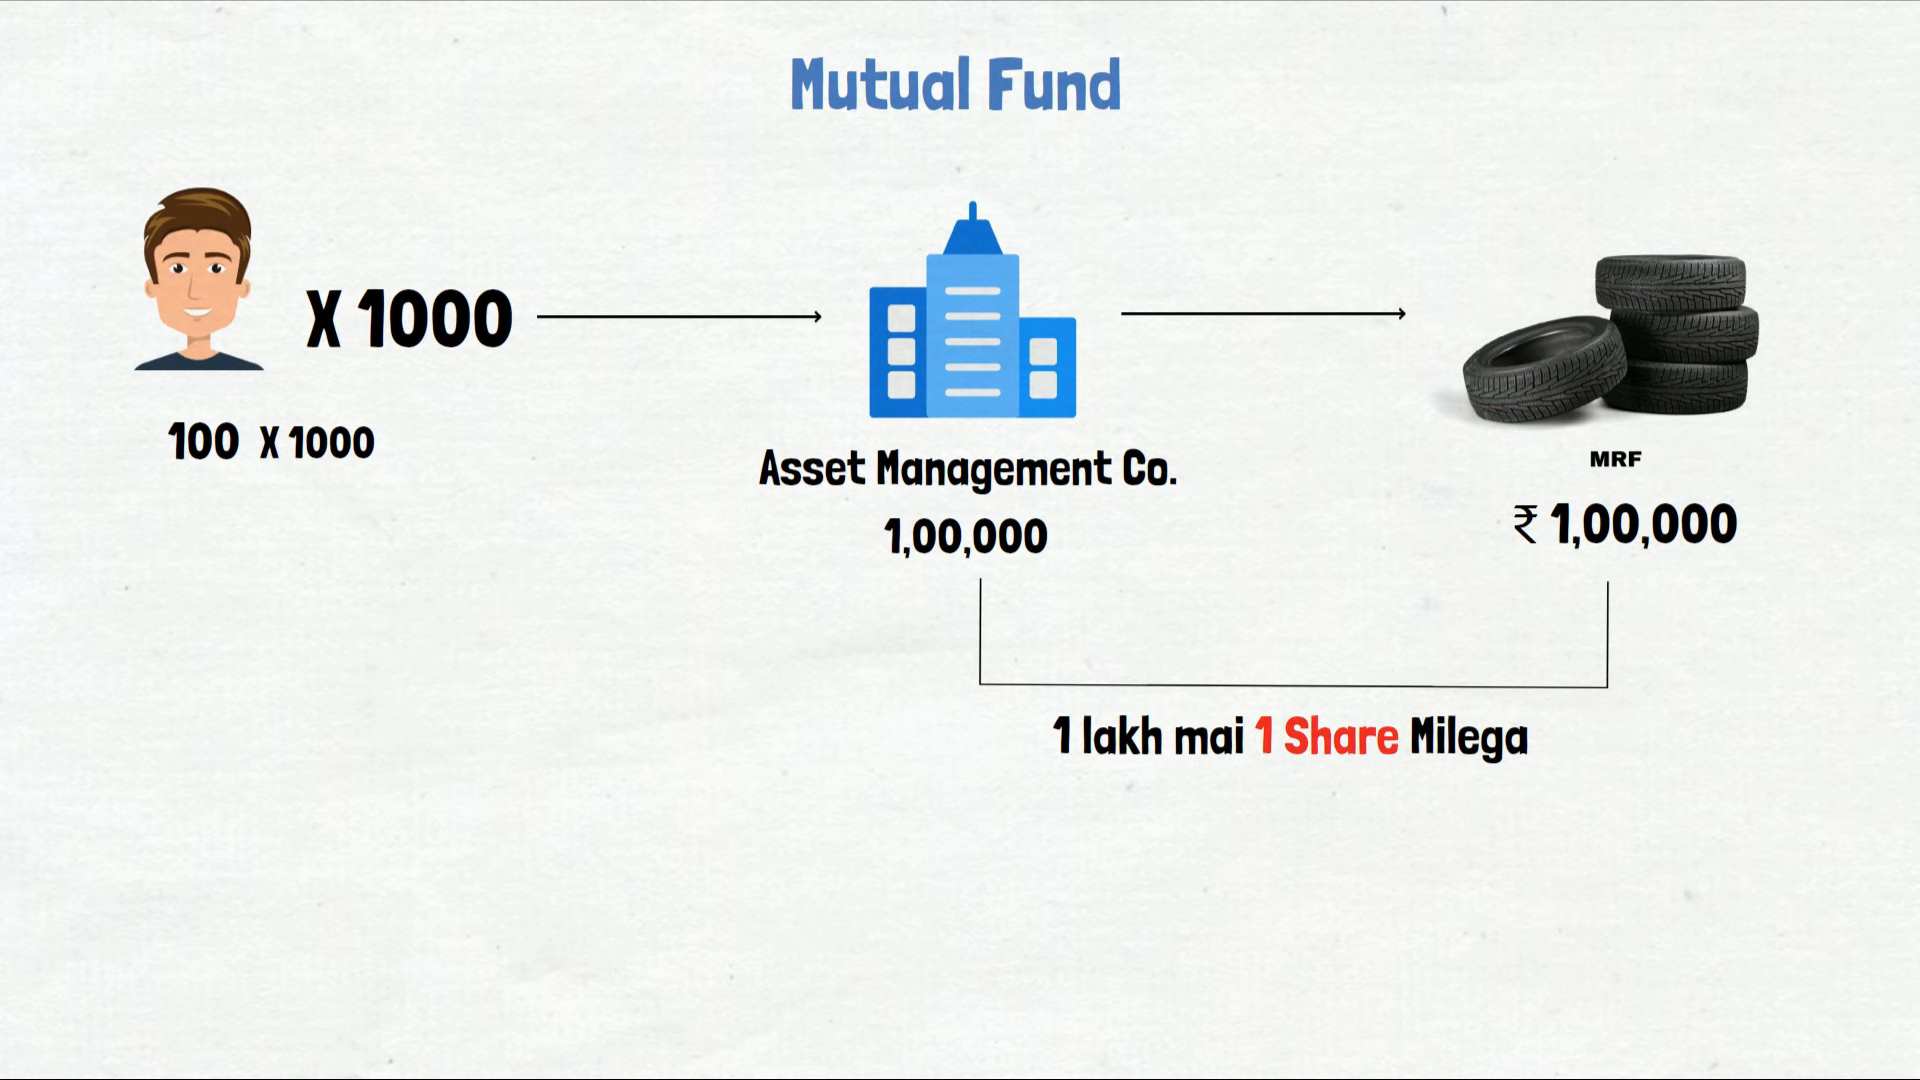 Mutual Fund
X 1000
100 X 1000
Asset Management Co.
1,00,000
MRF
₹ 1,00,000
1 lakh mai 1 Share Milega